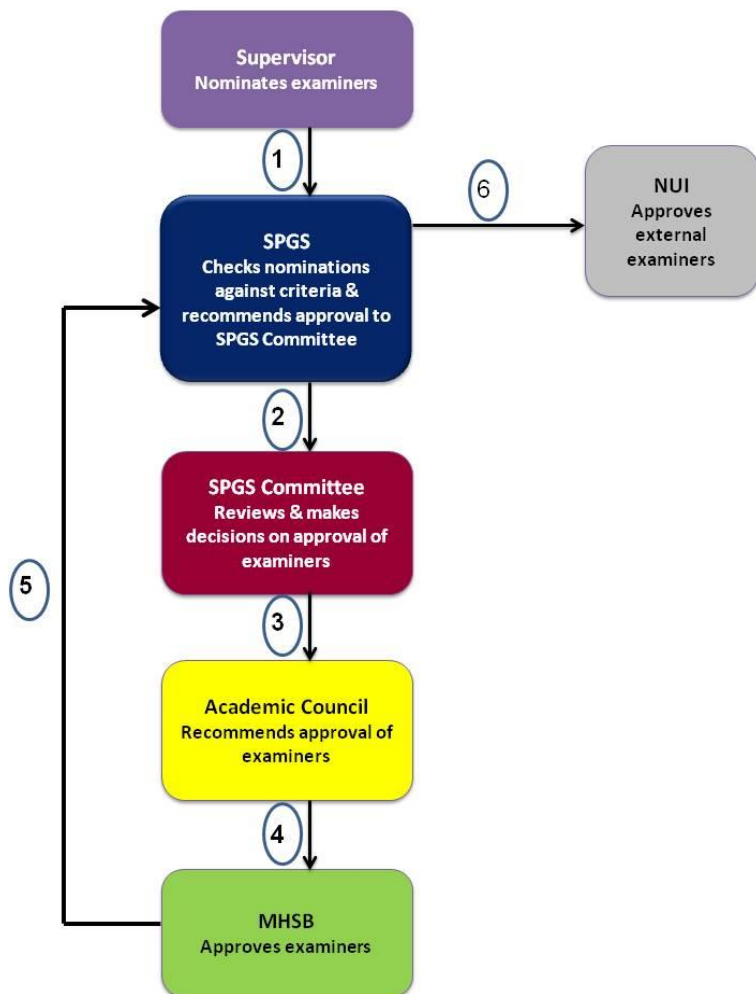 Supervisor
Nominates examiners
1
6
NUI
Approves
external
examiners
SPGS
Checks nominations
against criteria &
recommends approval to
SPGS Committee
2
SPGS Committee
Reviews & makes
decisions on approval of
examiners
5
3
Academic Council
Recommends approval of
examiners
4
MHSB
Approves examiners